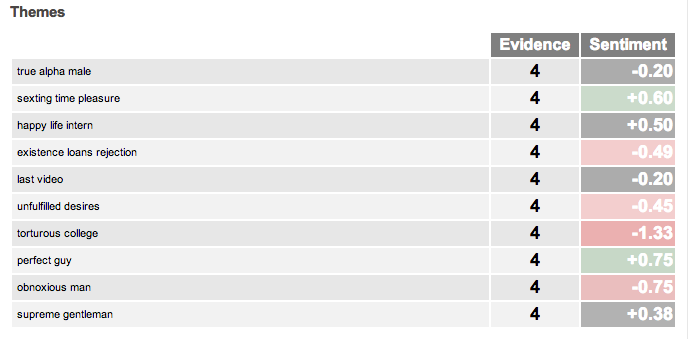 Themes
Evidence Sentiment
true alpha male 4 -0.20
sexting time pleasure 4 +0.60
happy life intern 4 +0.50
existence loans rejection 4 -0.49
last video 4 -0.20
unfulfilled desires 4 -0.45
torturous college 4 -1.33
perfect guy 4 +0.75
obnoxious man 4 -0.75
supreme gentleman 4 +0.38